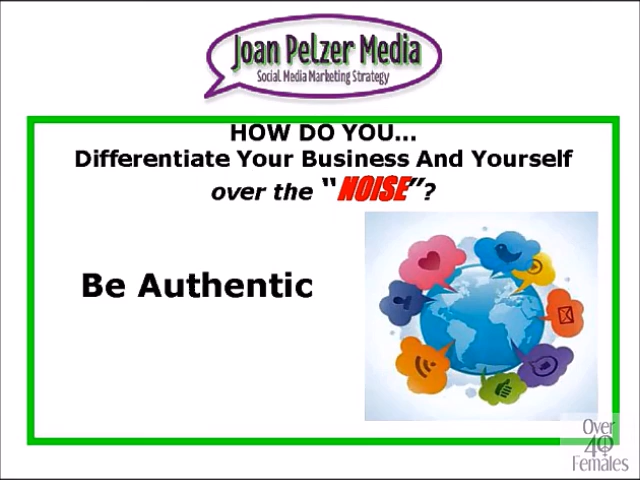 Joan Pelzer Media
Social Media Marketing Strategy
HOW DO YOU...
Differentiate Your Business And Yourself
over the “NOISE”?
Be Authentic
Over
40
Females